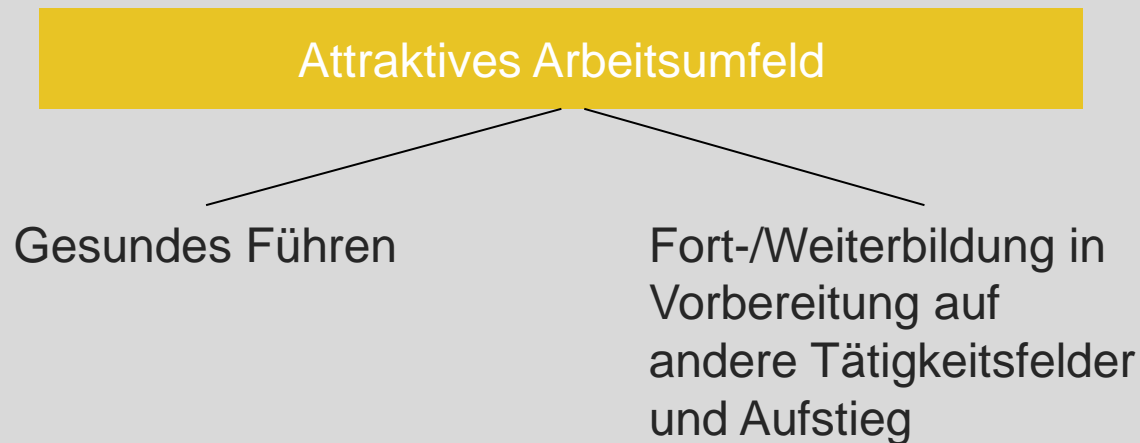 Attraktives Arbeitsumfeld
Gesundes Führen
Fort-/Weiterbildung in
Vorbereitung auf
andere Tätigkeitsfelder
und Aufstieg